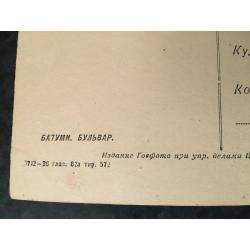 Ку
Ко
БАТУМИ. БУЛЬВАР.
Издание Госфото при упр. делами